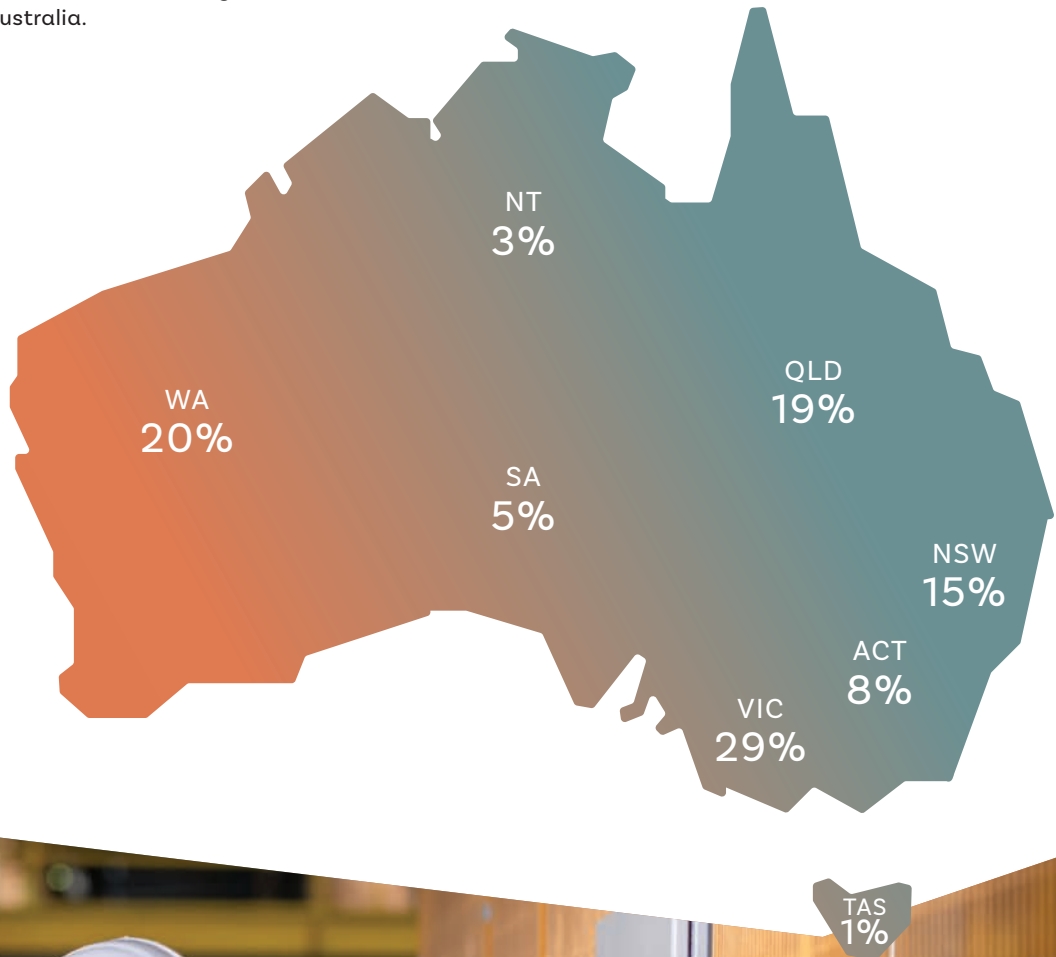 ustralia.
NT
3%
QLD
19%
WA
20%
SA
5%
NSW
15%
ACT
8%
VIC
29%
TAS
1%